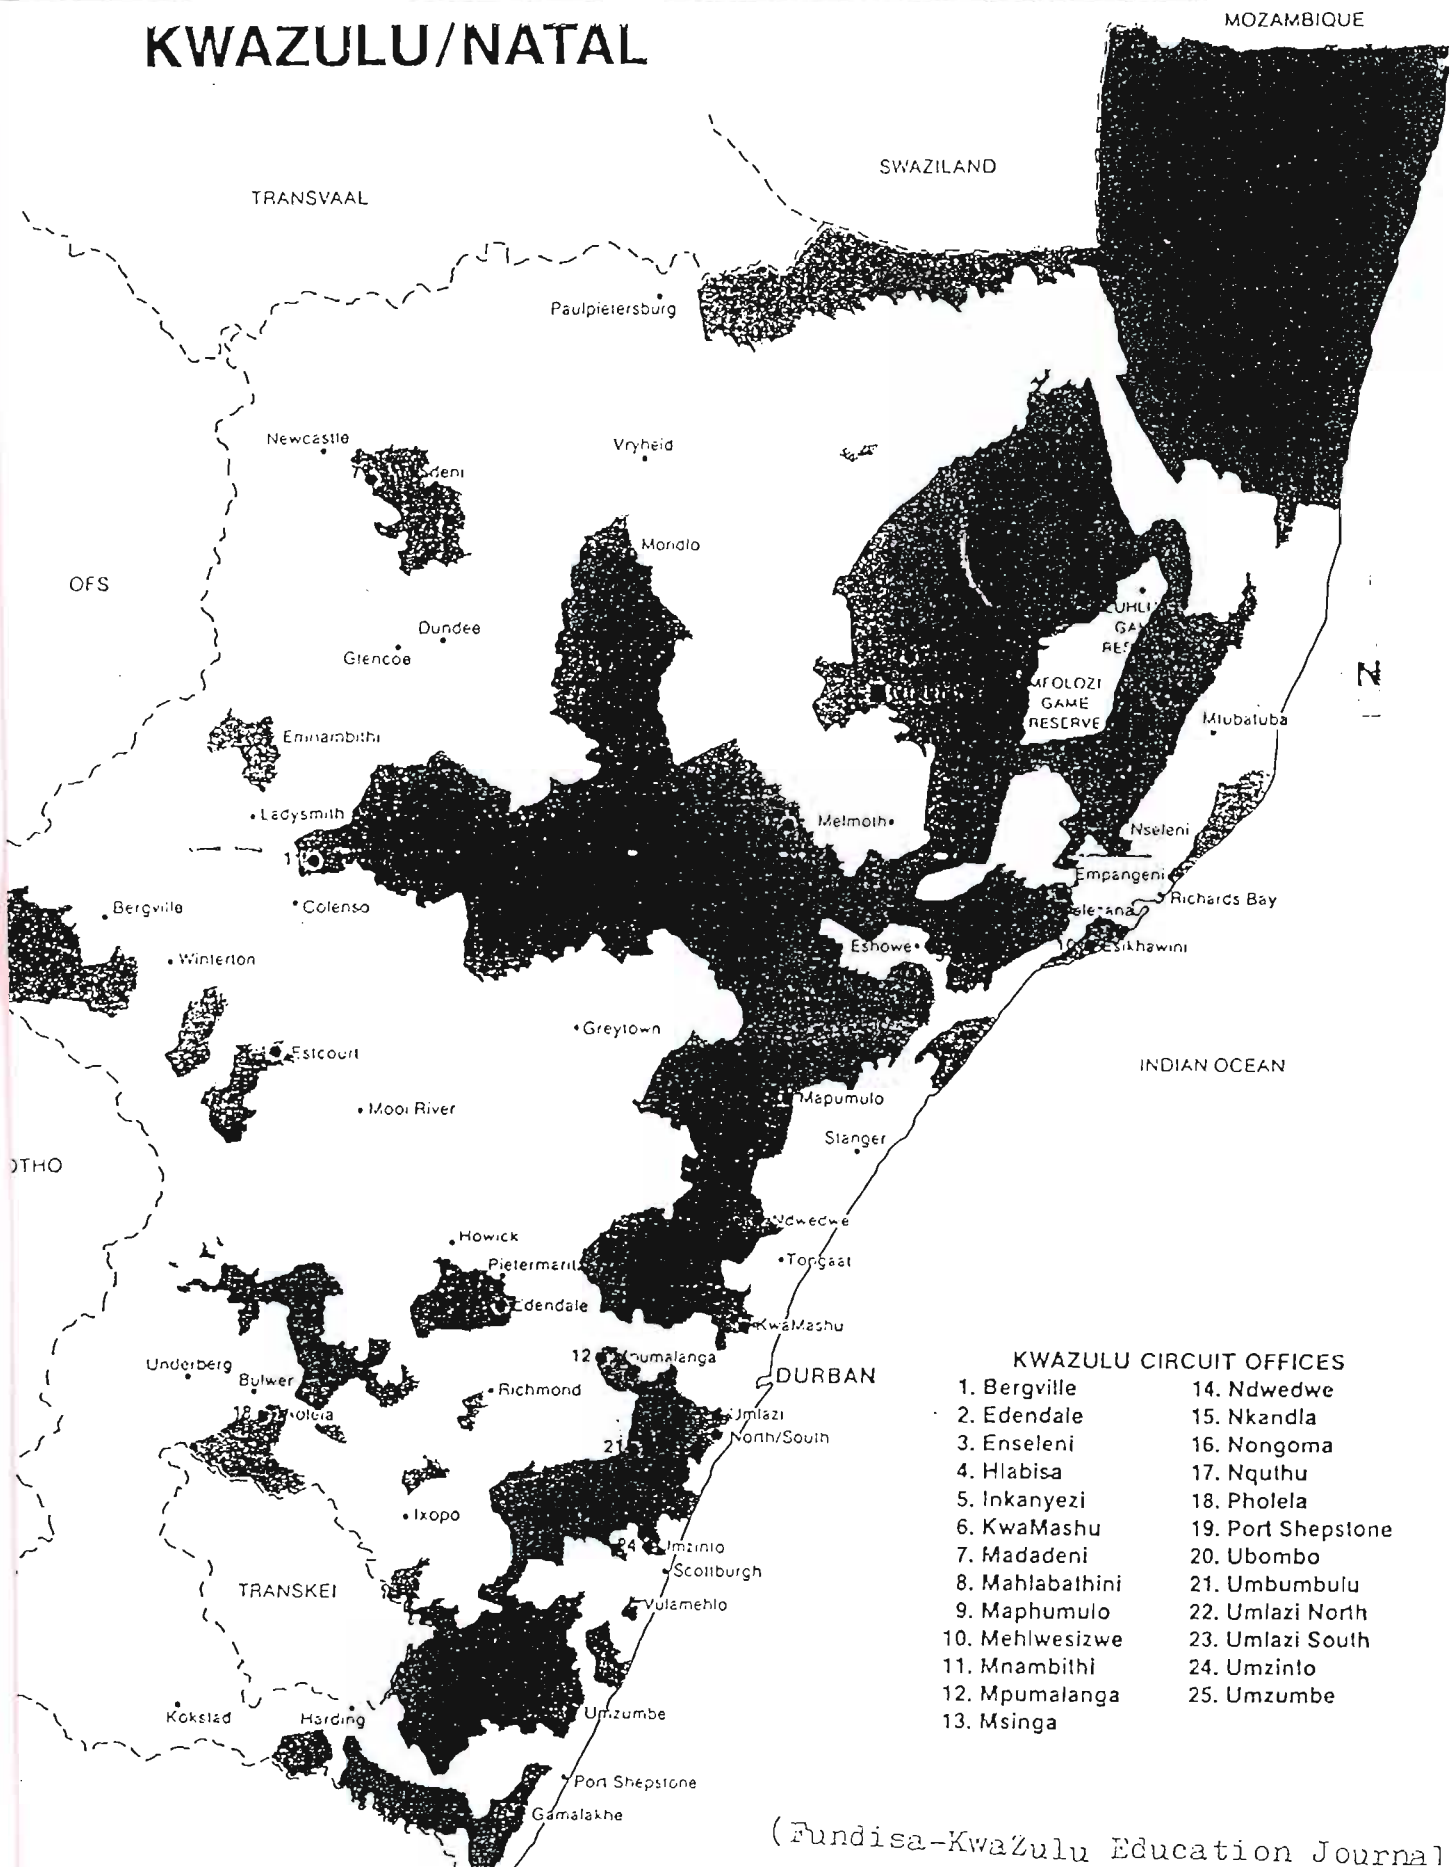 MOZAMBIQUE
KWAZULU/NATAL
SWAZILAND
TRANSVAAL
Paulpietersburg
Newcastle
Vryheid
7
Mondlo
OFS
Dundee
Glencoe
GAME
RESERVE
N
Mtubatuba
Emnambithi
Ladysmith
Melmoth
Nseleni
11
Empangeni
Bergville
Colenso
Richards Bay
Eshowe
10
Esikhawini
Winterton
Greytown
Estcourt
INDIAN OCEAN
Mooi River
Mapumulo
Stanger
OTHO
Ndwedwe
Howick
Tongaat
Edendale
KwaMashu
Underberg
12
Bulwer
Richmond
DURBAN
18
Umlazi
21
North/South
Ixopo
24
Umzinto
Scottburgh
TRANSKEI
Vulamehlo
Kokstad
Harding
Umzumbe
Port Shepstone
Gamalakhe
KWAZULU CIRCUIT OFFICES
1. Bergville
2. Edendale
3. Enseleni
4. Hlabisa
5. Inkanyezi
6. KwaMashu
7. Madadeni
8. Mahlabathini
9. Maphumulo
10. Mehlwesizwe
11. Mnambithi
12. Mpumalanga
13. Msinga
14. Ndwedwe
15. Nkandla
16. Nongoma
17. Nquthu
18. Pholela
19. Port Shepstone
20. Ubombo
21. Umbumbulu
22. Umlazi North
23. Umlazi South
24. Umzinto
25. Umzumbe
(Fundisa-KwaZulu Education Journal